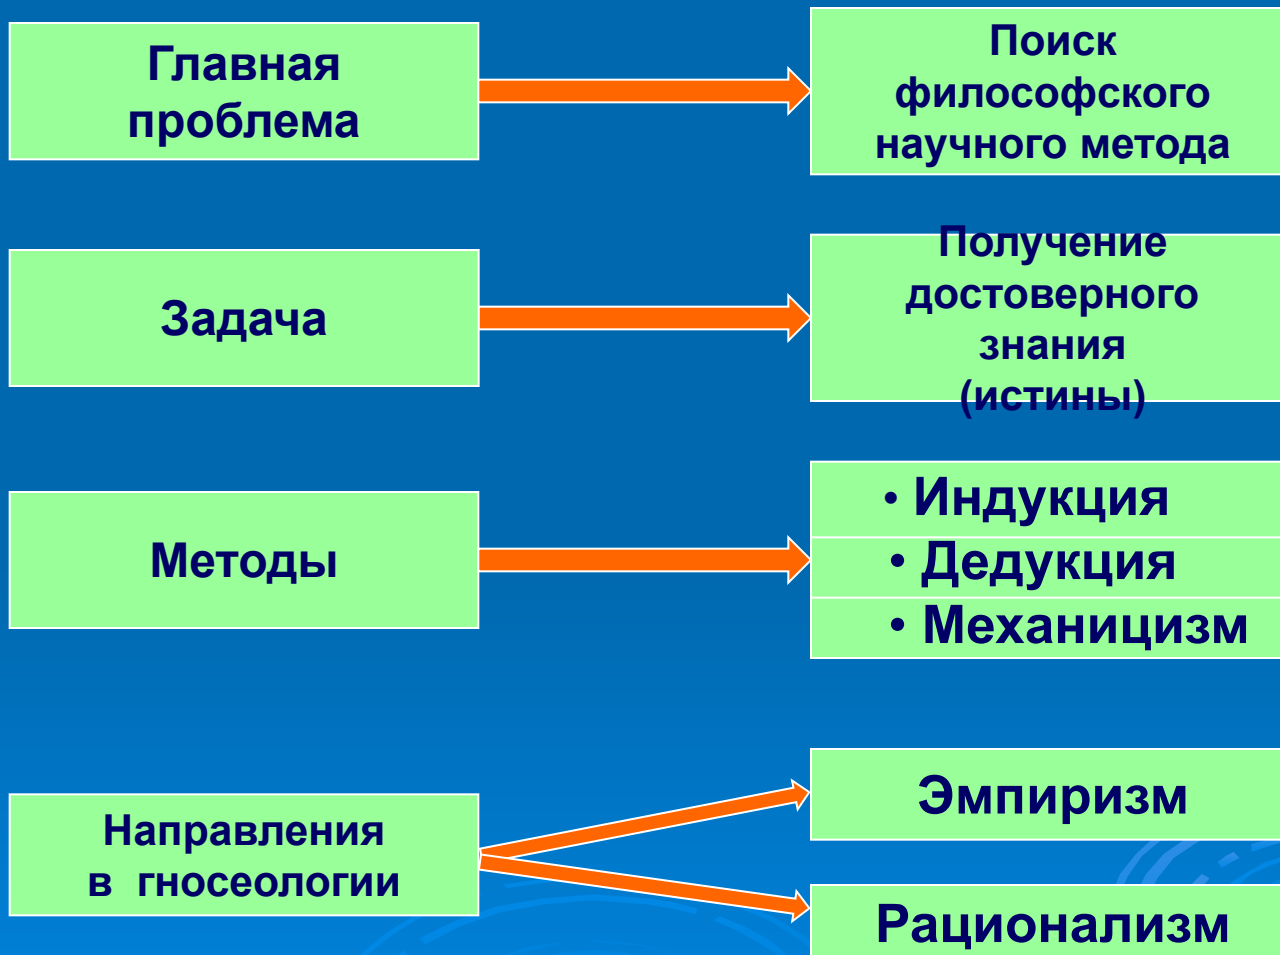 Главная
проблема
Поиск
философского
научного метода
Задача
Получение
достоверного
знания
(истины)
Методы
• Индукция
• Дедукция
• Механицизм
Направления
в гносеологии
Эмпиризм
Рационализм